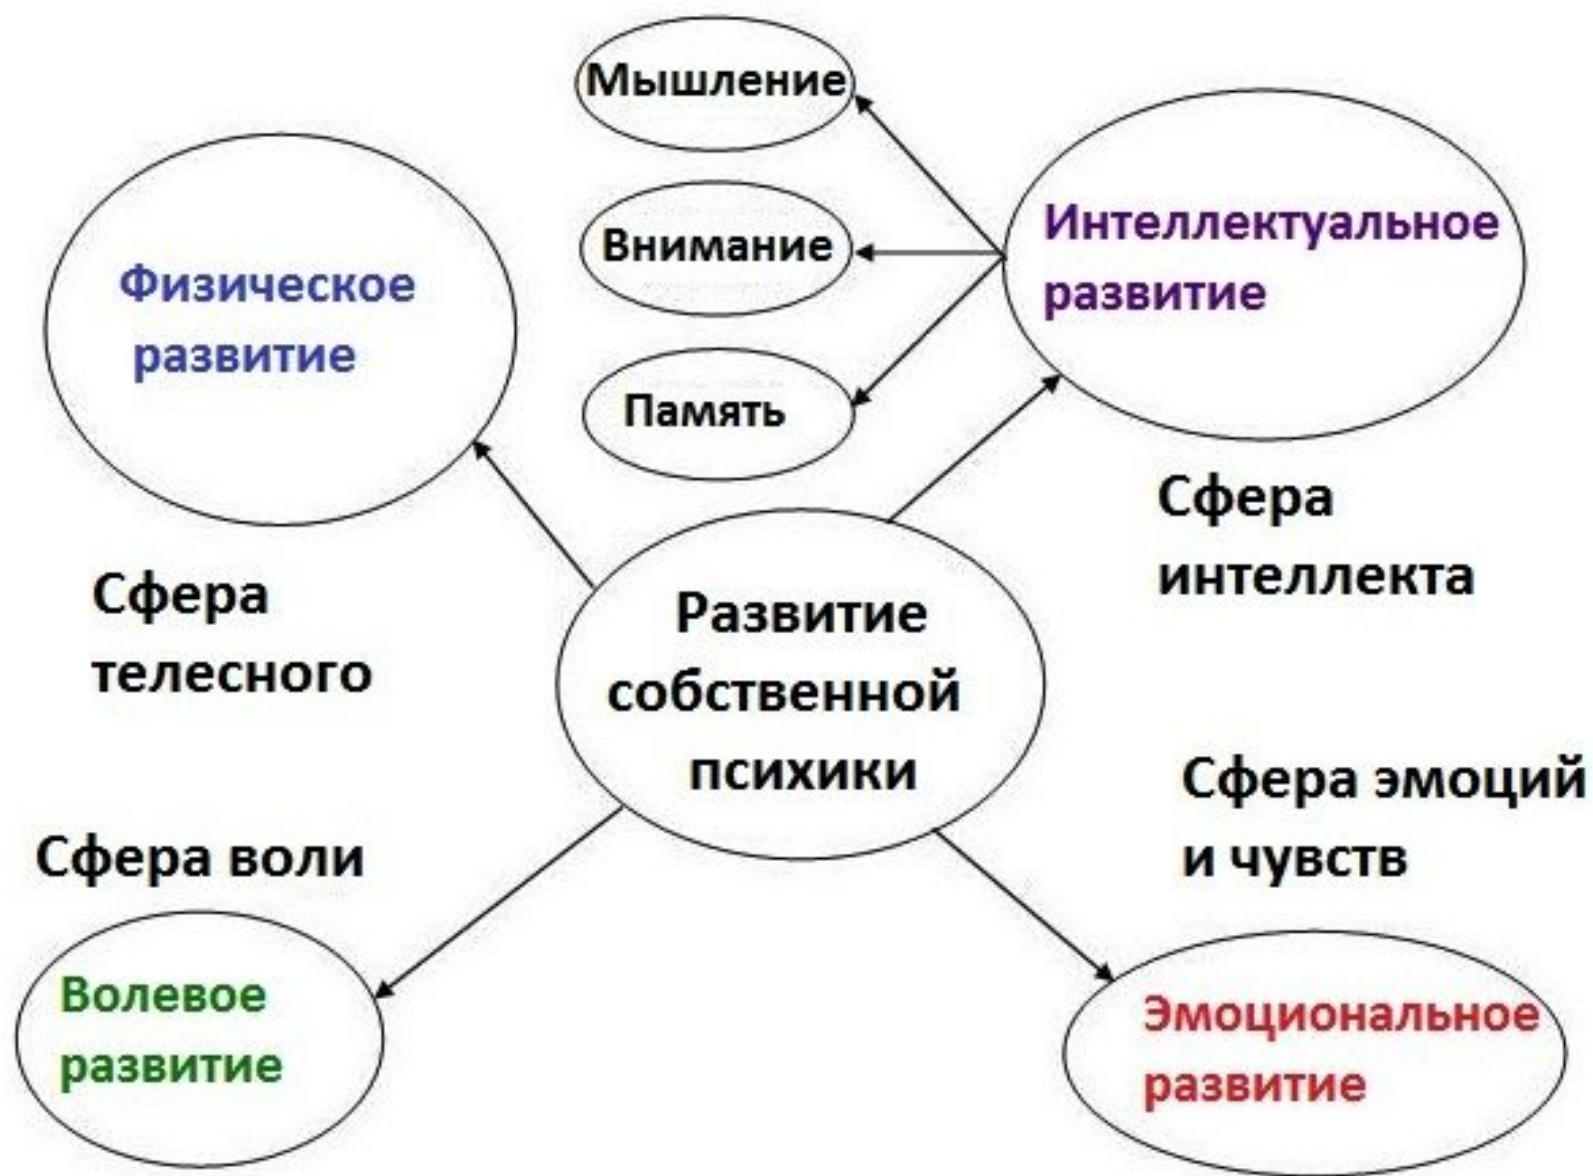 Мышление
Внимание
Память
Интеллектуальное
развитие
Физическое
развитие
Сфера
интеллекта
Сфера
телесного
Развитие
собственной
психики
Сфера эмоций
и чувств
Сфера воли
Волевое
развитие
Эмоциональное
развитие